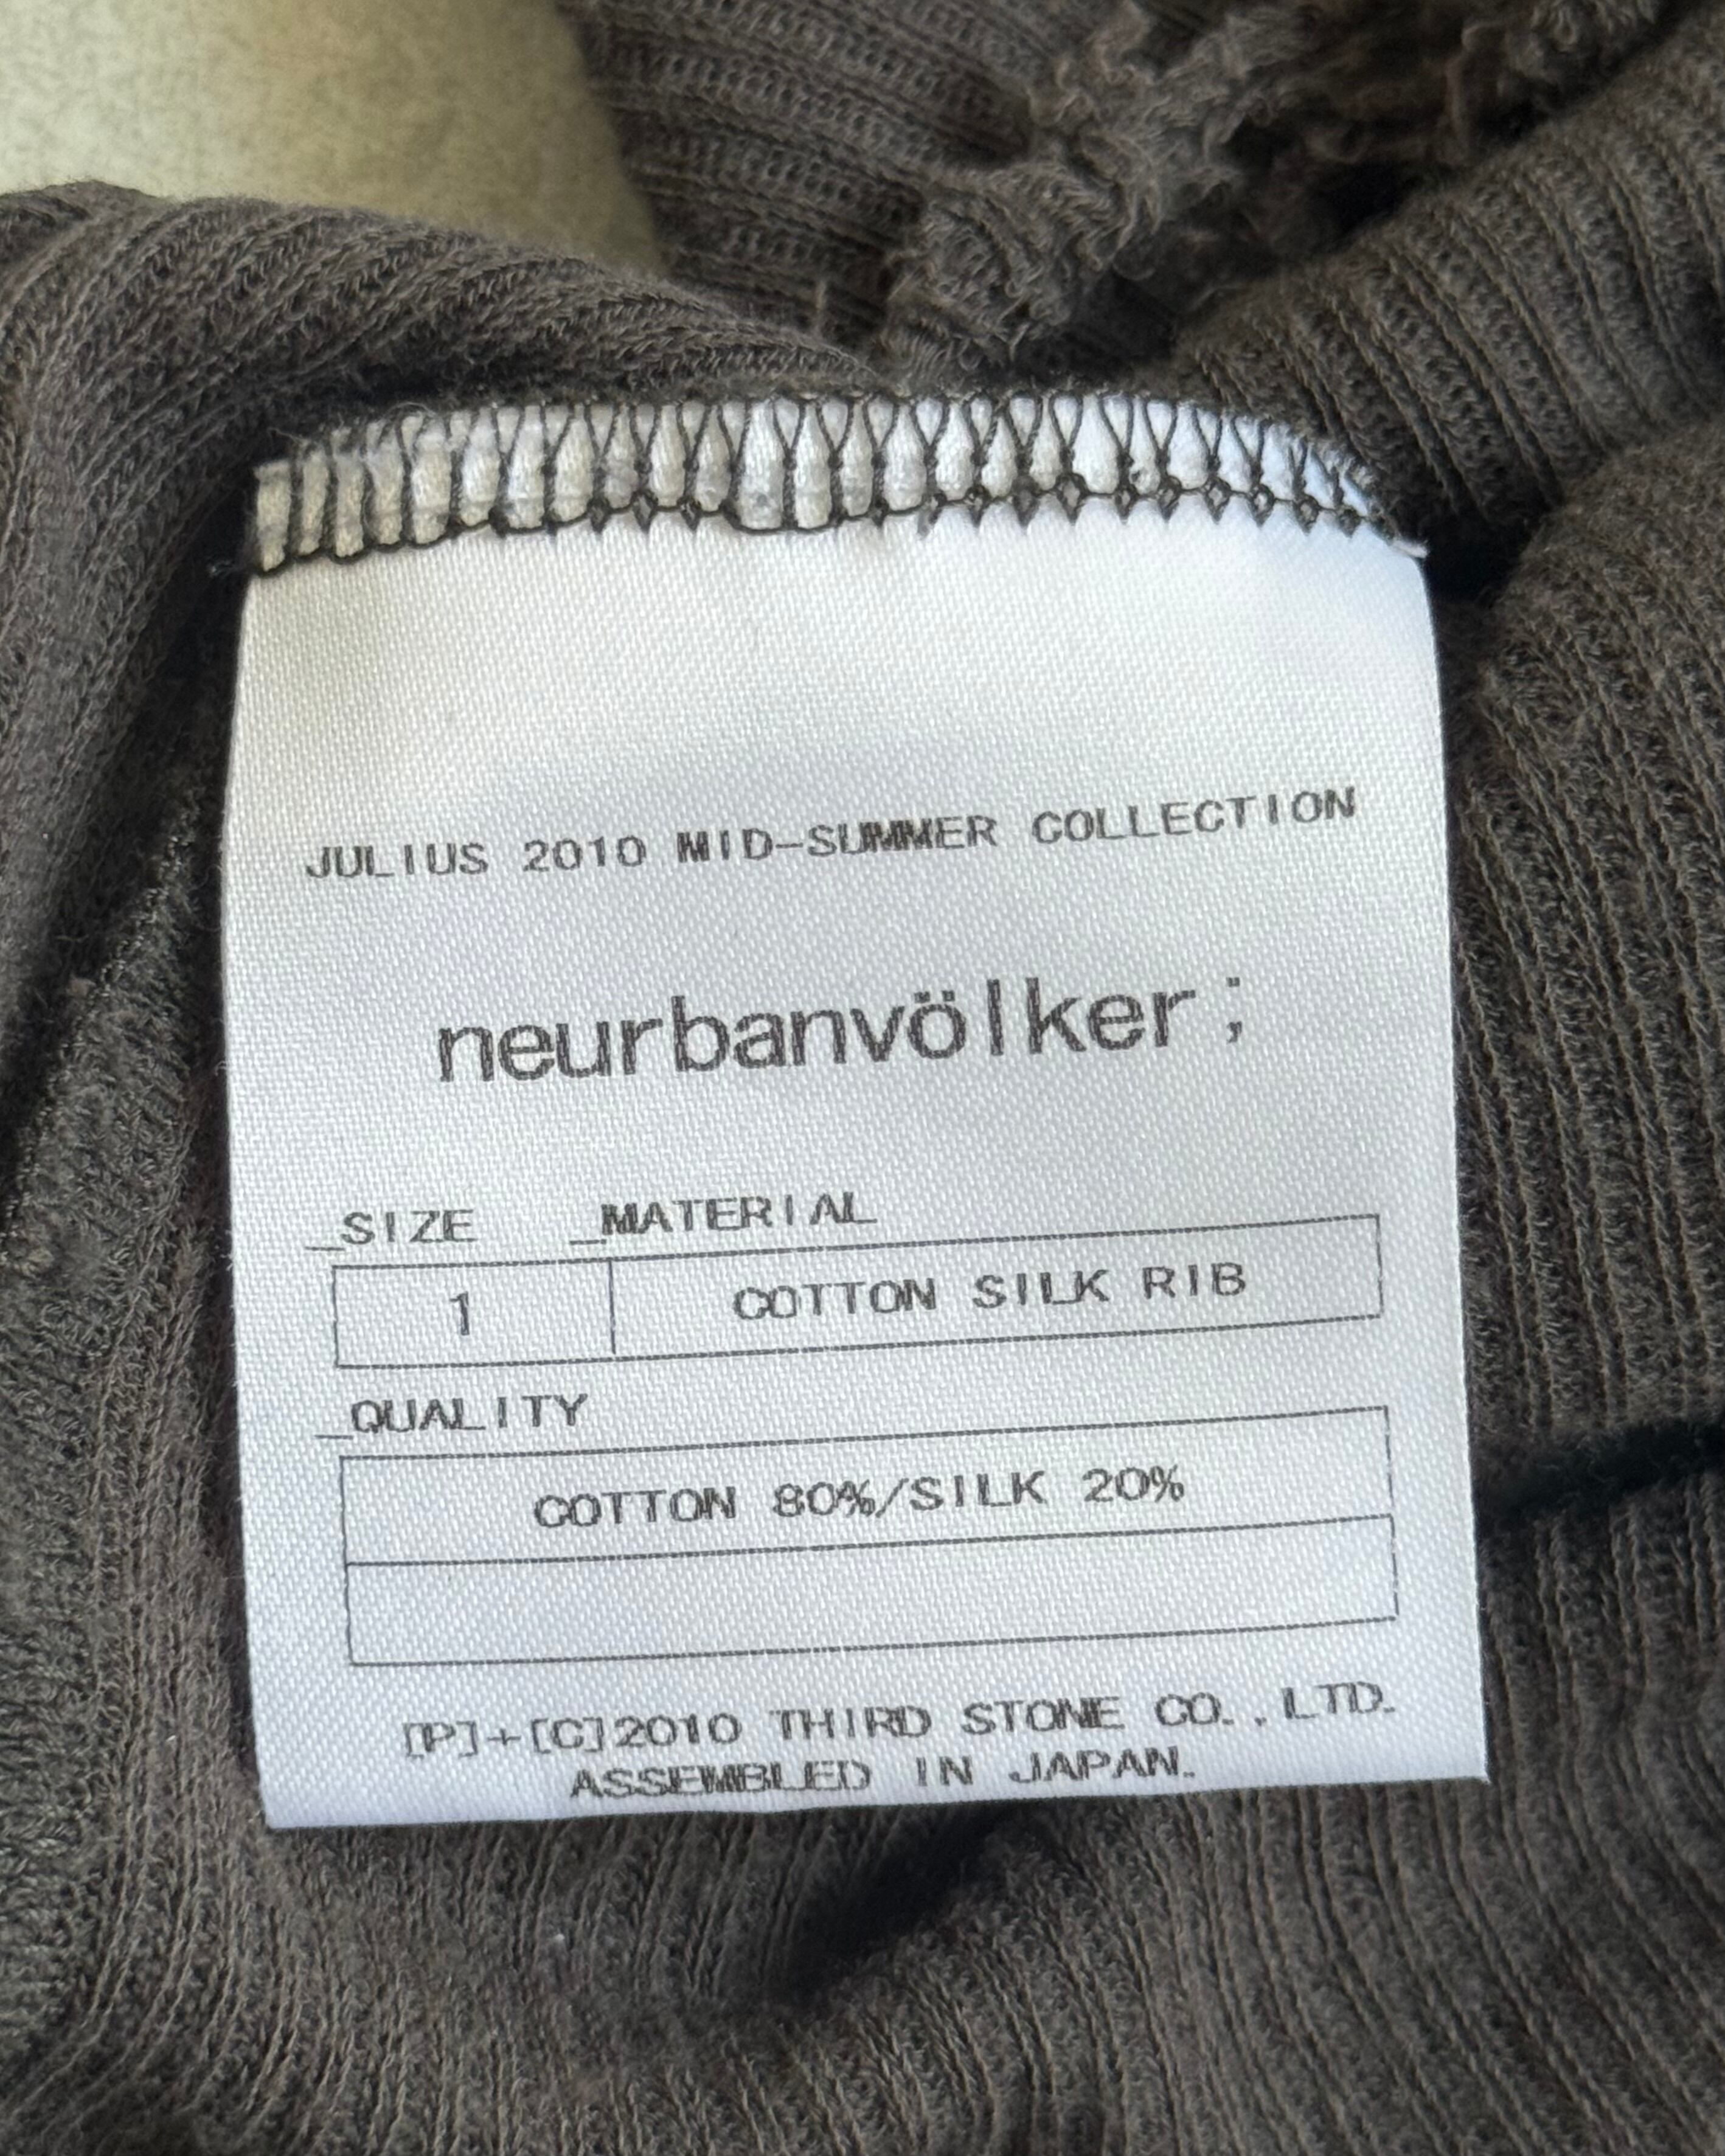 JULIUS 2010 MID-SUMMER COLLECTION
neurbanvölker;
_SIZE _MATERIAL
1 COTTON SILK RIB
_QUALITY
COTTON 80%/SILK 20%
[P]+[C]2010 THIRD STONE CO.,LTD.
ASSEMBLED IN JAPAN.